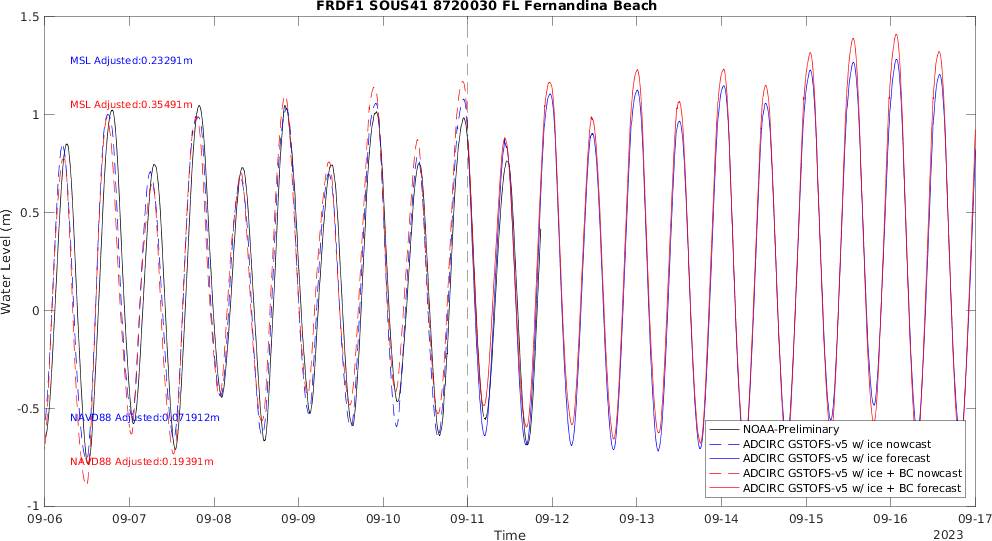 FRDF1 SOUS41 8720030 FL Fernandina Beach
1.5
1
0.5
0
-0.5
-1
Water Level (m)
MSL Adjusted:0.23291m
MSL Adjusted:0.35491m
NAVD88 Adjusted:0.071912m
NAVD88 Adjusted:0.19391m
NOAA-Preliminary
ADCIRC GSTOFS-v5 w/ ice nowcast
ADCIRC GSTOFS-v5 w/ ice forecast
ADCIRC GSTOFS-v5 w/ ice + BC nowcast
ADCIRC GSTOFS-v5 w/ ice + BC forecast
09-06 09-07 09-08 09-09 09-10 09-11 09-12 09-13 09-14 09-15 09-16 09-17
Time
2023